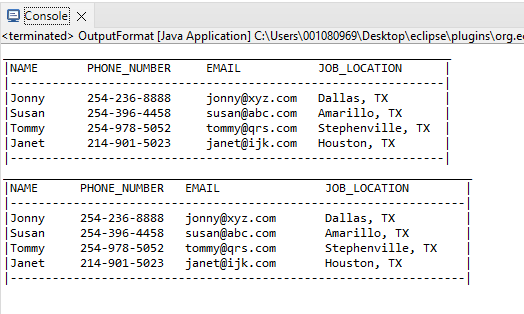 Console
<terminated> OutputFormat [Java Application] C:\Users\001080969\Desktop\eclipse\plugins\org.ec
|NAME       PHONE_NUMBER     EMAIL           JOB_LOCATION      |
|--------------------------------------------------------------|
|Jonny      254-236-8888     jonny@xyz.com   Dallas, TX        |
|Susan      254-396-4458     susan@abc.com   Amarillo, TX      |
|Tommy      254-978-5052     tommy@qrs.com   Stephenville, TX  |
|Janet      214-901-5023     janet@ijk.com   Houston, TX       |
|--------------------------------------------------------------|
|NAME      PHONE_NUMBER   EMAIL               JOB_LOCATION        |
|-----------------------------------------------------------------|
|Jonny     254-236-8888   jonny@xyz.com       Dallas, TX          |
|Susan     254-396-4458   susan@abc.com       Amarillo, TX        |
|Tommy     254-978-5052   tommy@qrs.com       Stephenville, TX    |
|Janet     214-901-5023   janet@ijk.com       Houston, TX         |
|-----------------------------------------------------------------|